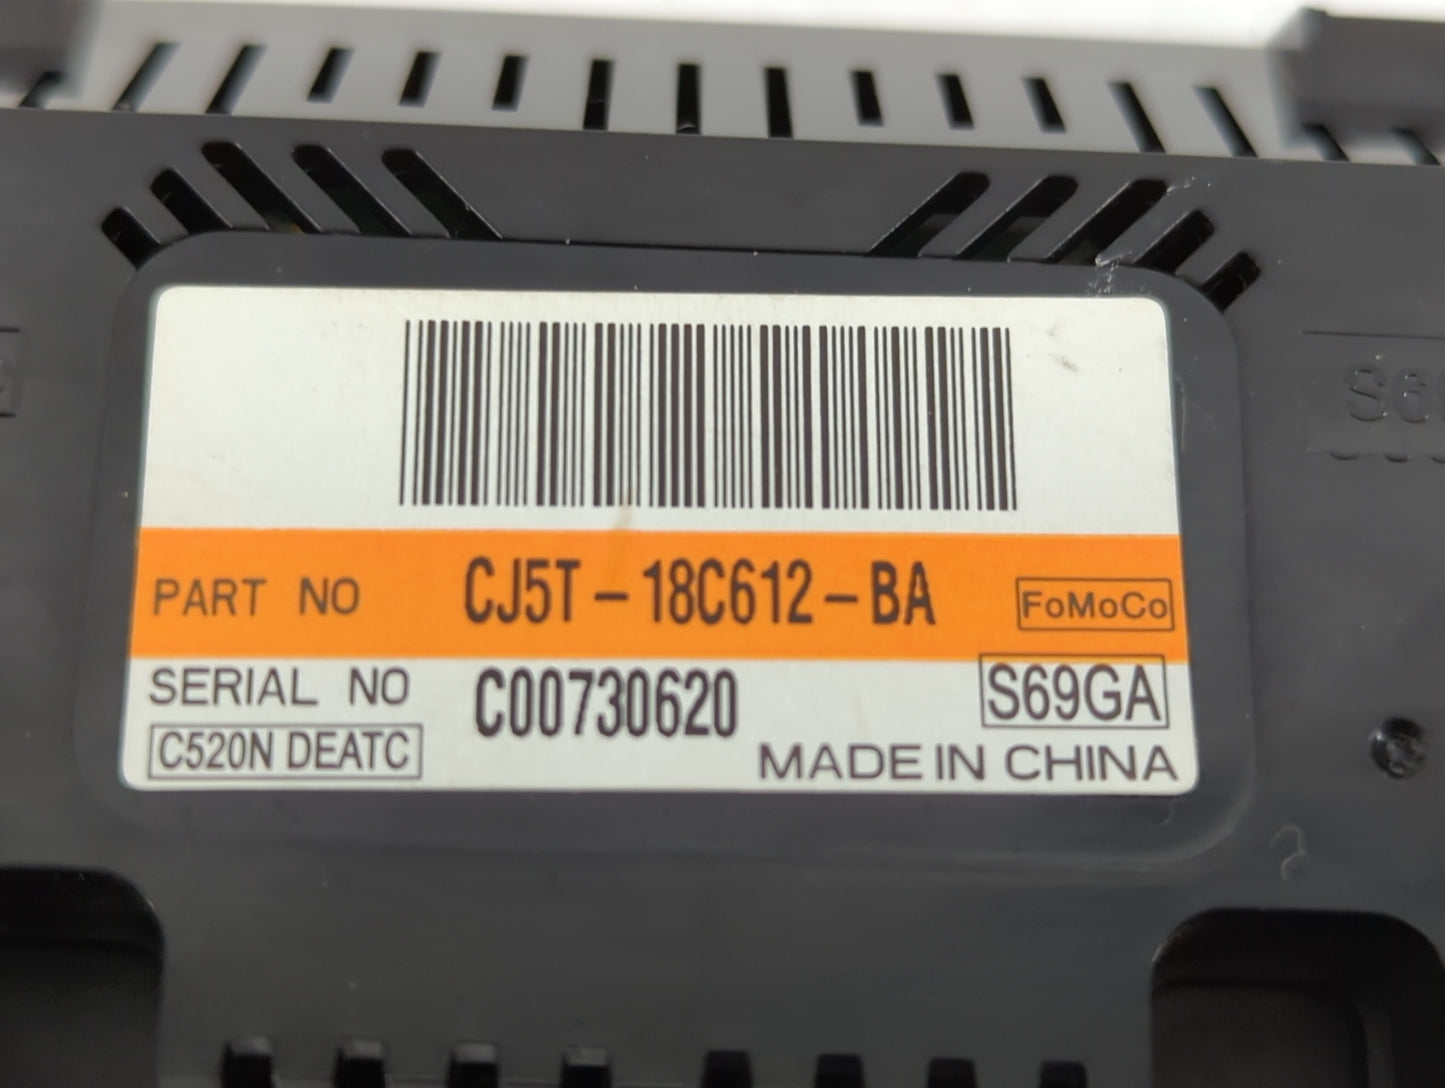 PART NO CJ5T-18C612-BA FoMoCo
SERIAL NO C00730620 S69GA
C520N DEATC MADE IN CHINA